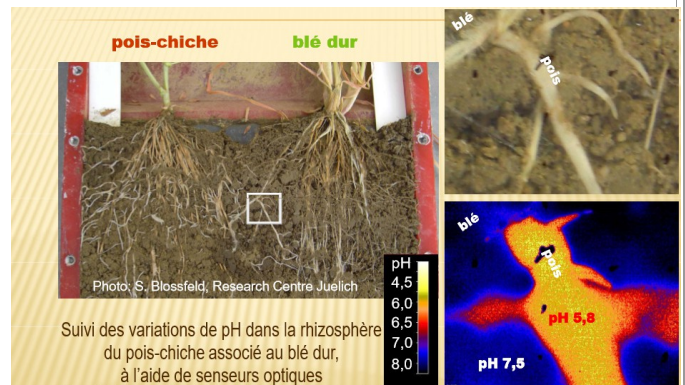 pois-chiche
blé dur
Photo: S. Blossfeld, Research Centre Juelich
pH
4,5
6,0
6,5
7,0
8,0
Suivi des variations de pH dans la rhizosphère
du pois-chiche associé au blé dur,
à l'aide de senseurs optiques
blé
pois
blé
pois
pH 5,8
pH 7,5